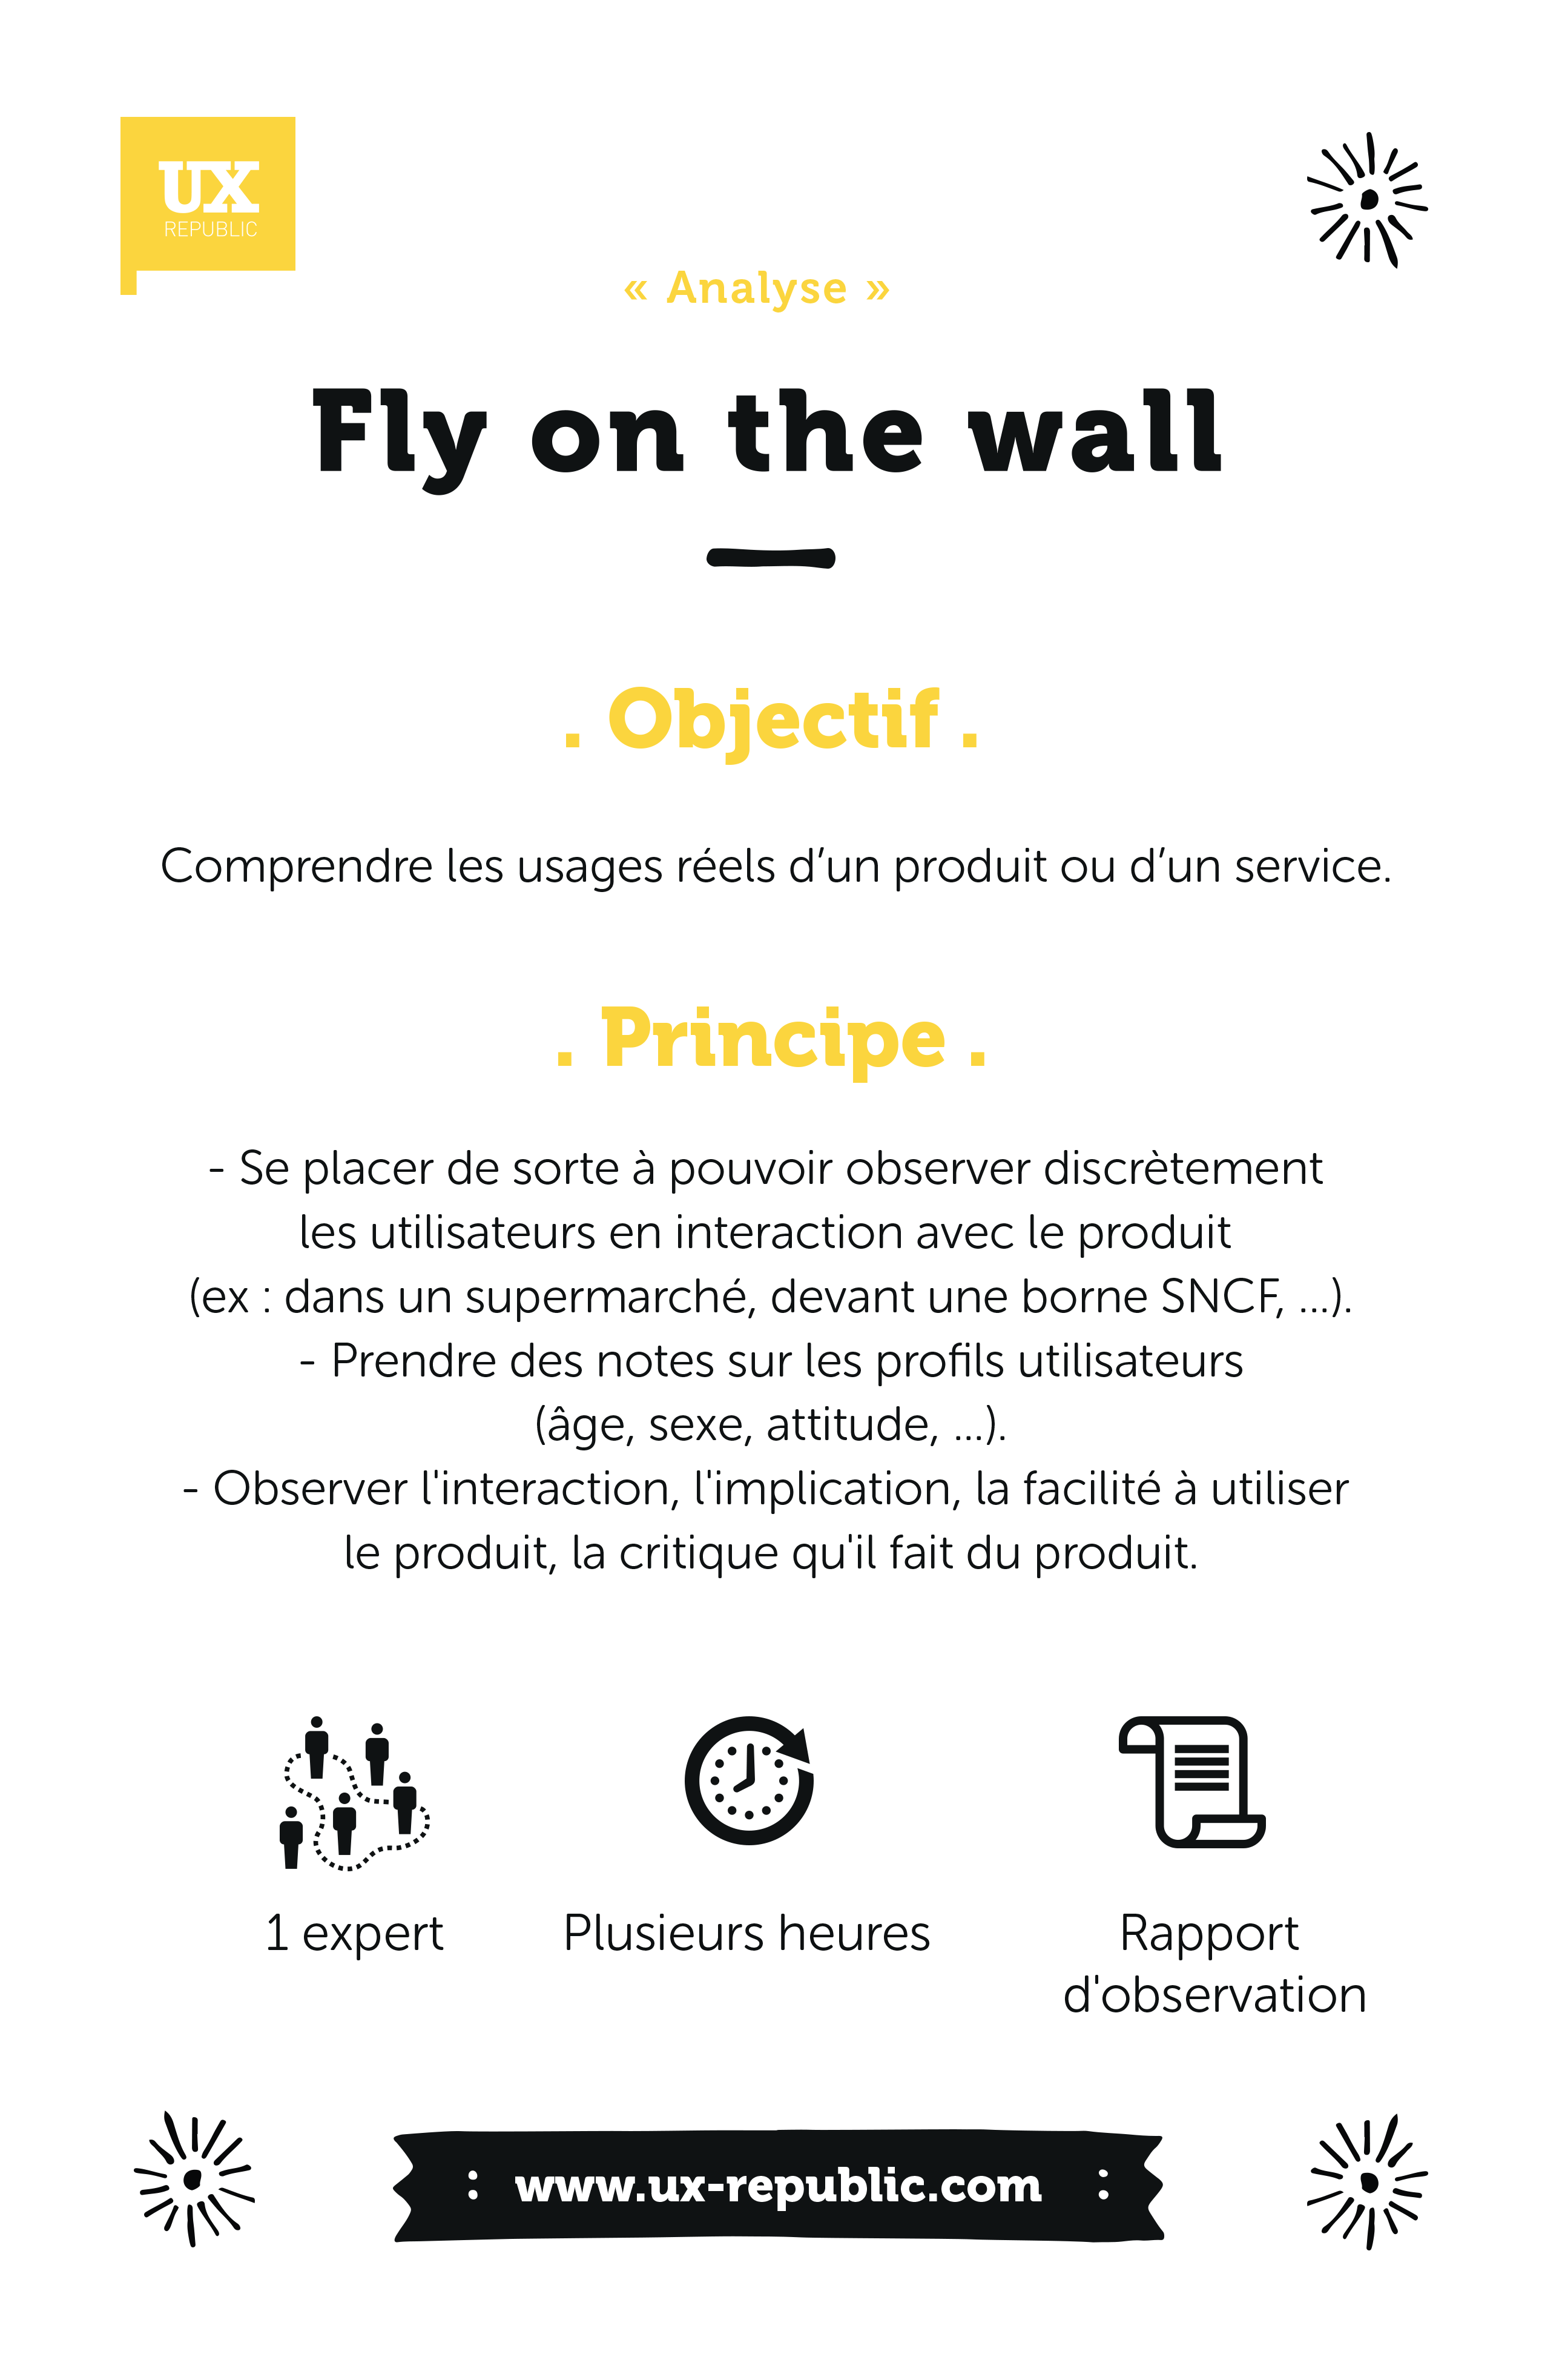 UX
REPUBLIC
« Analyse »
Fly on the wall
. Objectif .
Comprendre les usages réels d’un produit ou d’un service.
. Principe .
- Se placer de sorte à pouvoir observer discrètement
les utilisateurs en interaction avec le produit
(ex : dans un supermarché, devant une borne SNCF, ...).
- Prendre des notes sur les profils utilisateurs
(âge, sexe, attitude, ...).
- Observer l'interaction, l'implication, la facilité à utiliser
le produit, la critique qu'il fait du produit.
1 expert
Plusieurs heures
Rapport
d'observation
: www.ux-republic.com :